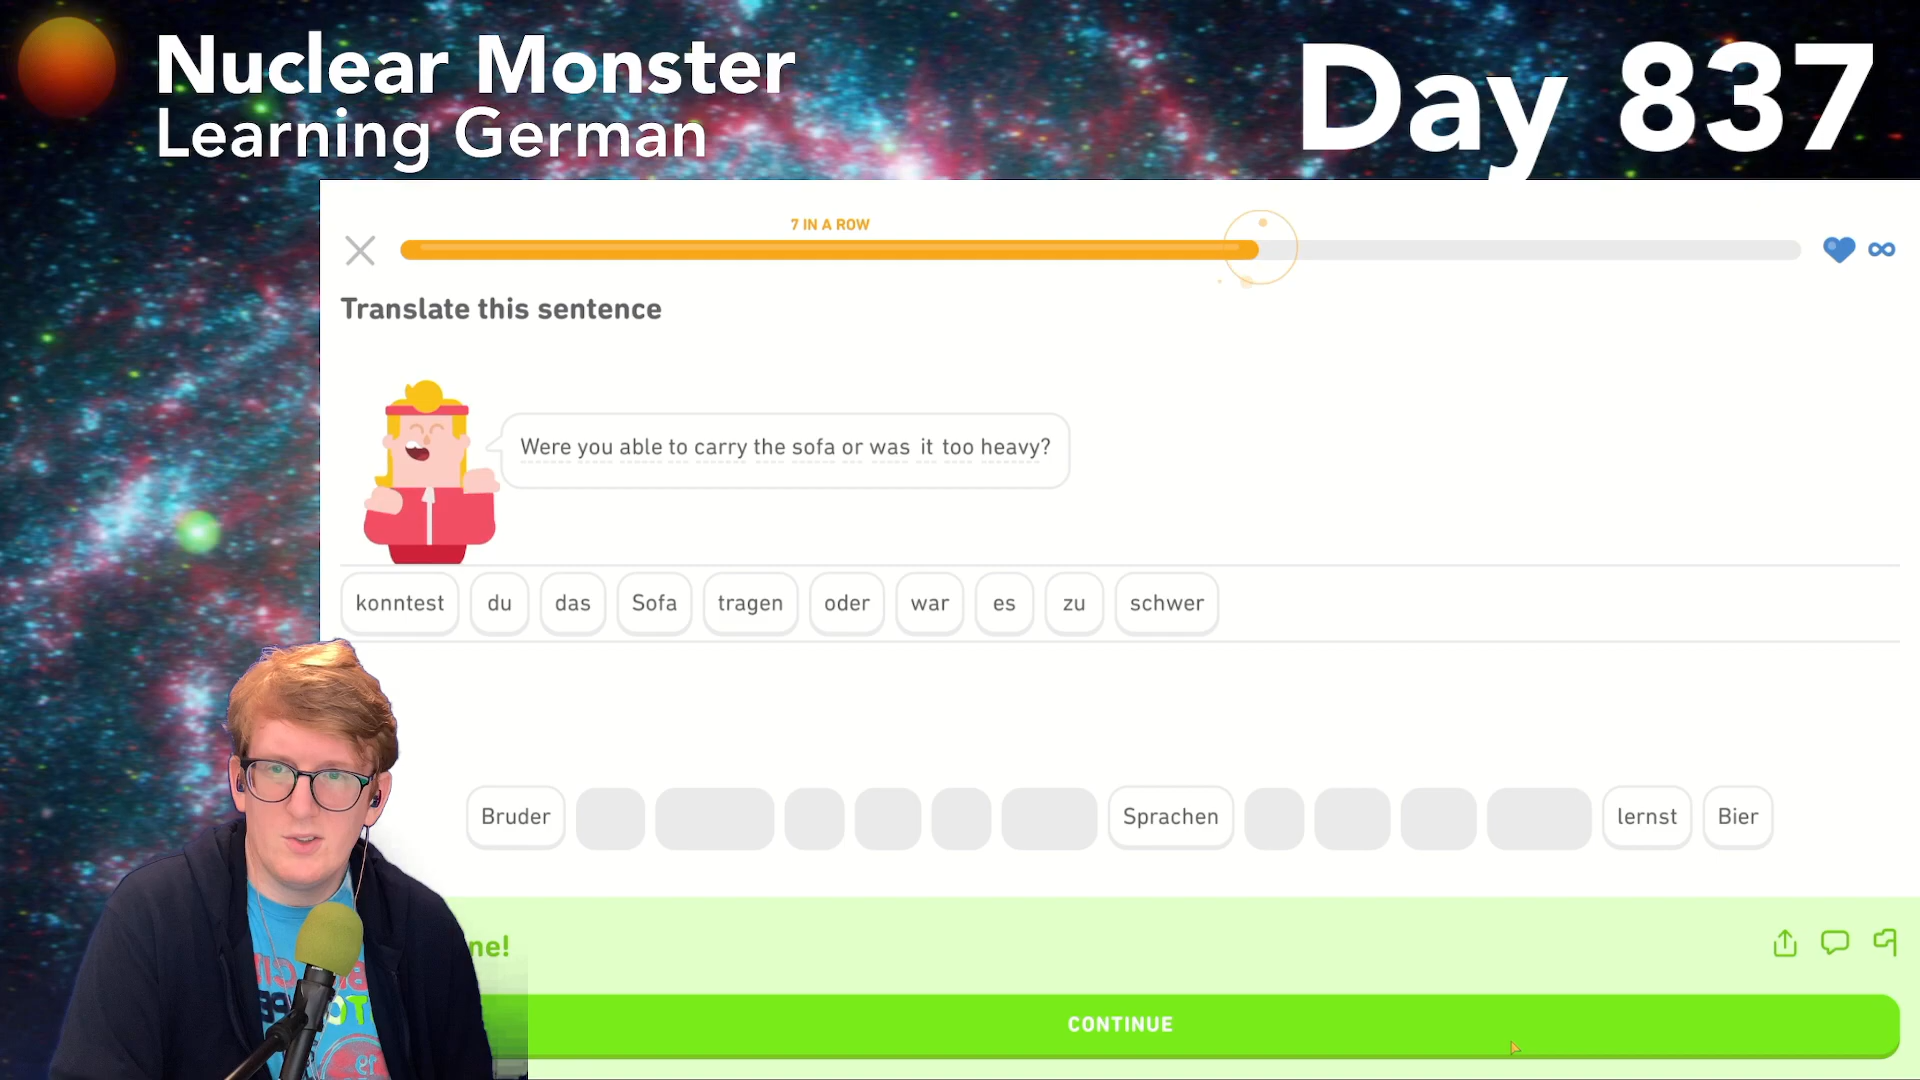 Nuclear Monster
Learning German
Day 837
7 IN A ROW
Translate this sentence
Were you able to carry the sofa or was it too heavy?
konntest du das Sofa tragen oder war es zu schwer
Bruder Sprachen lernst Bier
ne!
CONTINUE